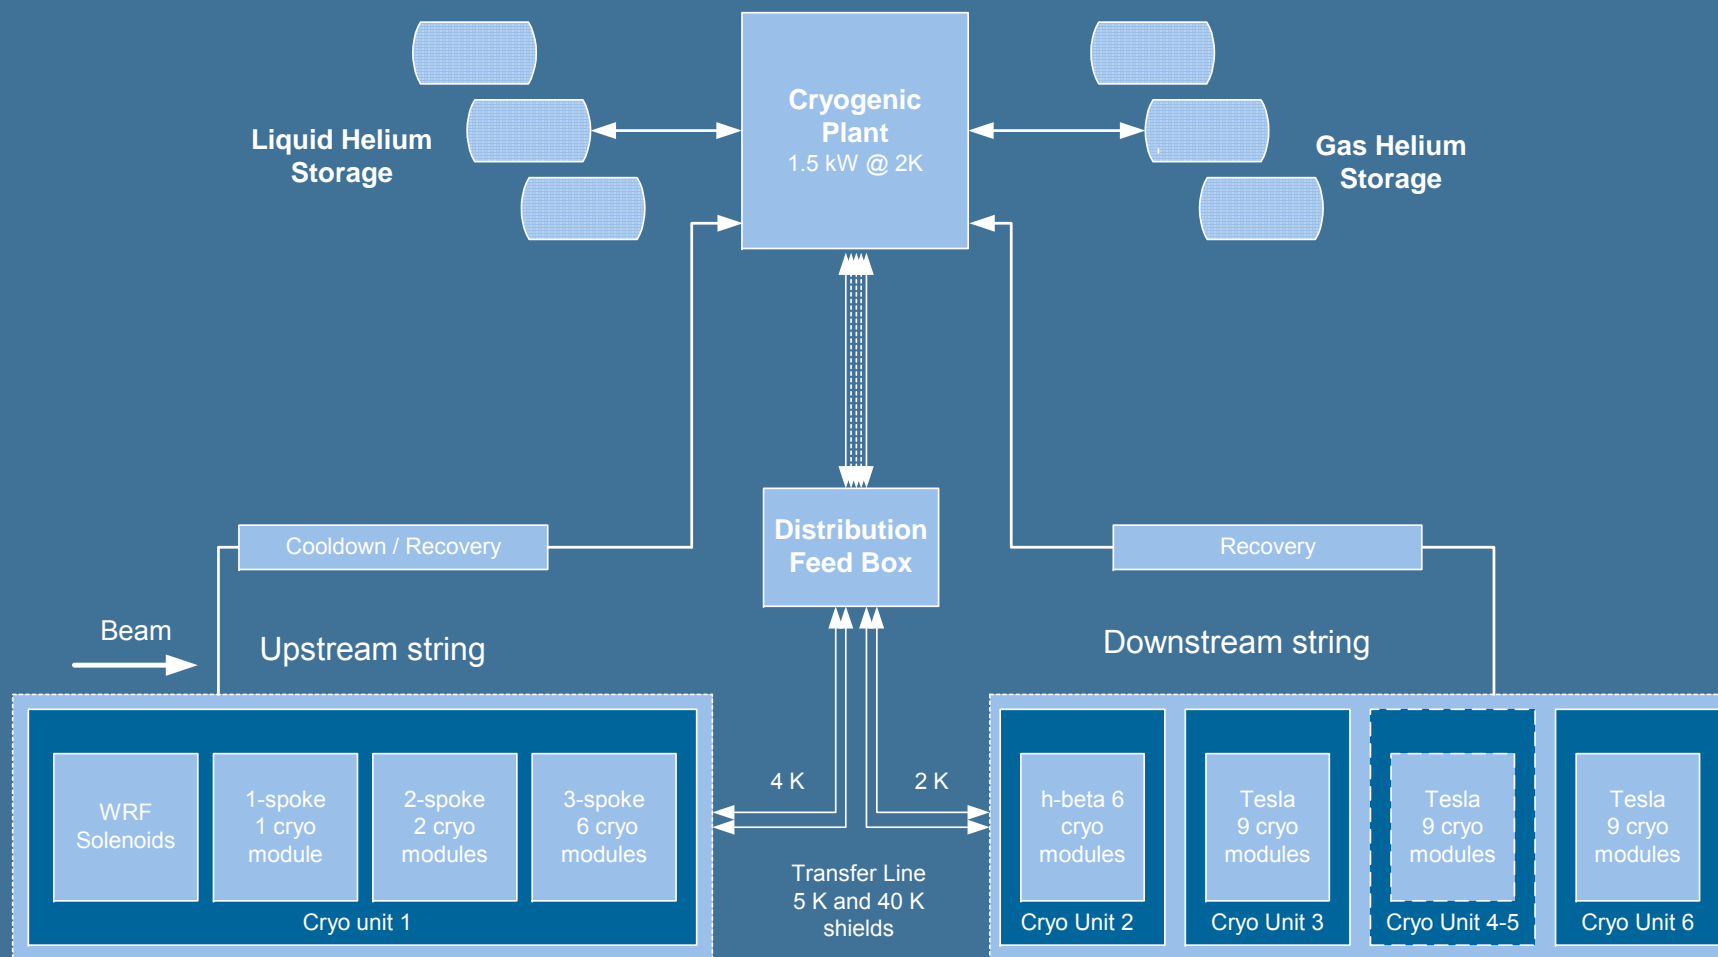 Cryogenic
Plant
1.5 kW @ 2K
Liquid Helium
Storage
Gas Helium
Storage
Distribution
Feed Box
Cooldown / Recovery
Recovery
Beam
Upstream string
Downstream string
4 K
2 K
WRF
Solenoids
1-spoke
1 cryo
module
2-spoke
2 cryo
modules
3-spoke
6 cryo
modules
Cryo unit 1
Transfer Line
5 K and 40 K
shields
h-beta 6
cryo
modules
Cryo Unit 2
Tesla
9 cryo
modules
Cryo Unit 3
Tesla
9 cryo
modules
Cryo Unit 4-5
Tesla
9 cryo
modules
Cryo Unit 6